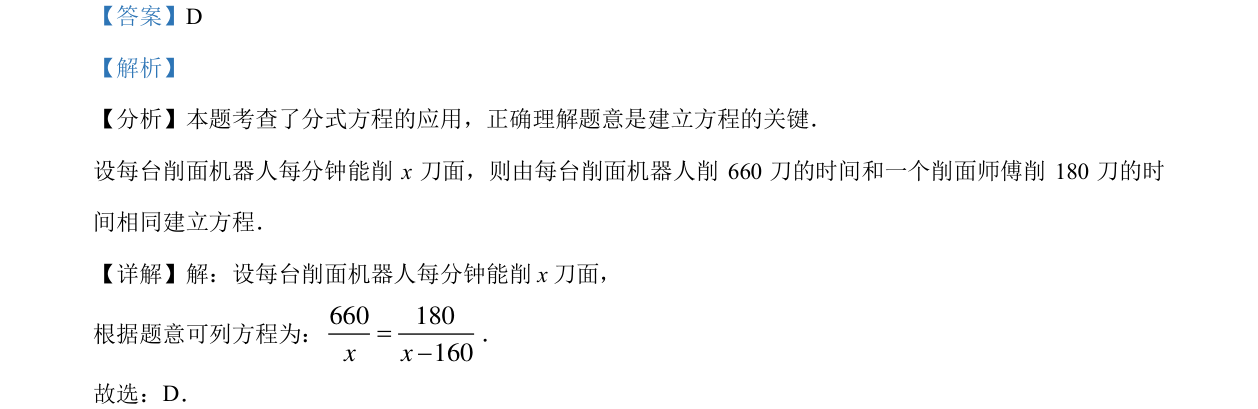 【答案】D
【解析】
【分析】本题考查了分式方程的应用，正确理解题意是建立方程的关键．
设每台削面机器人每分钟能削 x 刀面，则由每台削面机器人削 660 刀的时间和一个削面师傅削 180 刀的时
间相同建立方程．
【详解】解：设每台削面机器人每分钟能削 x 刀面，
根据题意可列方程为：660/x = 180/(x−160)．
故选：D．